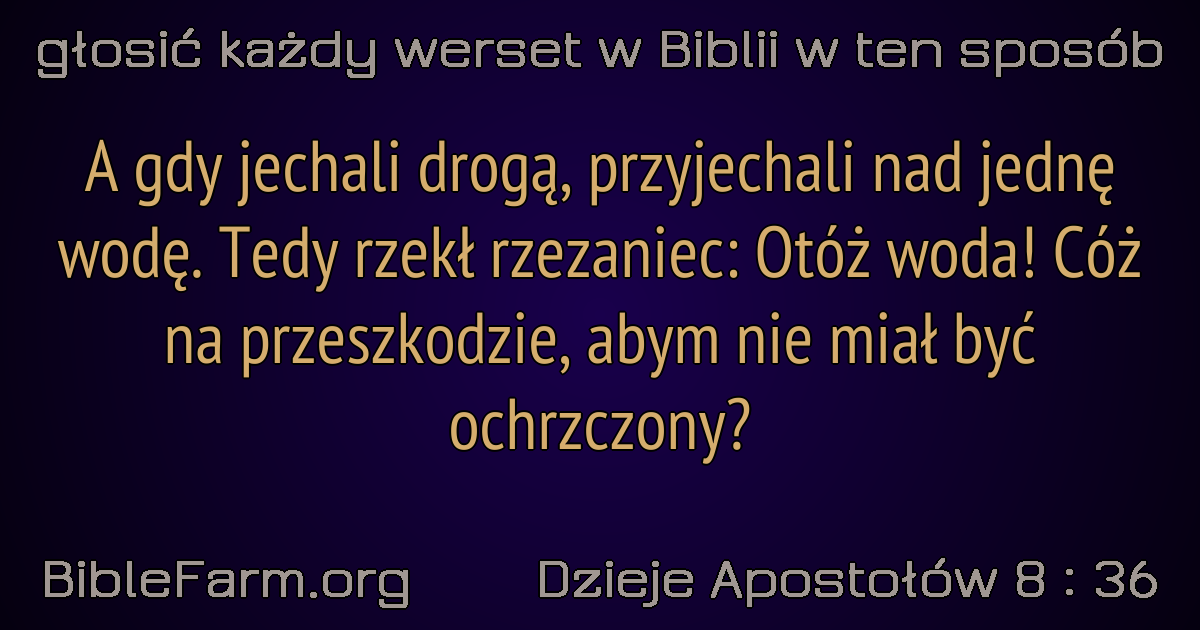 głosić każdy werset w Biblii w ten sposób
A gdy jechali drogą, przyjechali nad jednę
wodę. Tedy rzekł rzezaniec: Otóż woda! Cóż
na przeszkodzie, abym nie miał być
ochrzczony?
BibleFarm.org
Dzieje Apostołów 8 : 36